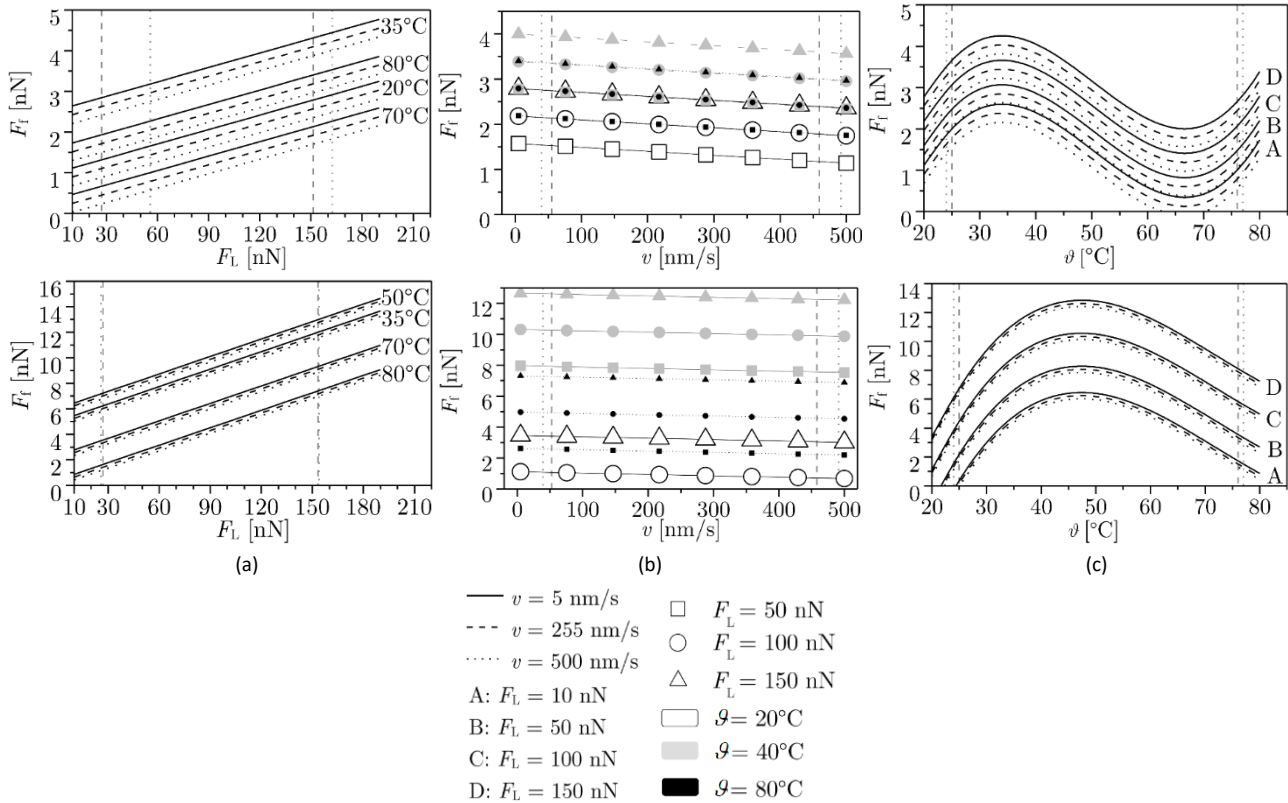 5
4
3
2
1
0
F_f [nN]
35°C
80°C
20°C
70°C
10 30 60 90 120 150 180 210
F_L [nN]
4
3
2
1
0
F_f [nN]
0 100 200 300 400 500
v [nm/s]
5
4
3
2
1
0
F_f [nN]
D
C
B
A
20 30 40 50 60 70 80
ϑ [°C]
16
14
12
10
8
6
4
2
0
F_f [nN]
50°C
35°C
70°C
80°C
10 30 60 90 120 150 180 210
F_L [nN]
12
10
8
6
4
2
0
F_f [nN]
0 100 200 300 400 500
v [nm/s]
14
12
10
8
6
4
2
0
F_f [nN]
D
C
B
A
20 30 40 50 60 70 80
ϑ [°C]
(a) (b) (c)
v = 5 nm/s
v = 255 nm/s
v = 500 nm/s
A: F_L = 10 nN
B: F_L = 50 nN
C: F_L = 100 nN
D: F_L = 150 nN
F_L = 50 nN
F_L = 100 nN
F_L = 150 nN
ϑ = 20°C
ϑ = 40°C
ϑ = 80°C